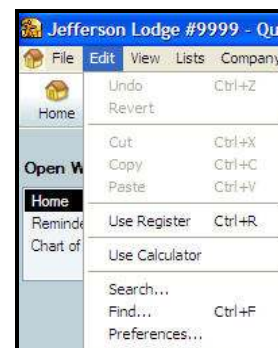 Jefferson Lodge #9999 - Qu
File Edit View Lists Company
Home
Undo Ctrl+Z
Revert
Cut Ctrl+X
Copy Ctrl+C
Paste Ctrl+V
Use Register Ctrl+R
Use Calculator
Search...
Find... Ctrl+F
Preferences...
Open W
Home
Reminde
Chart of